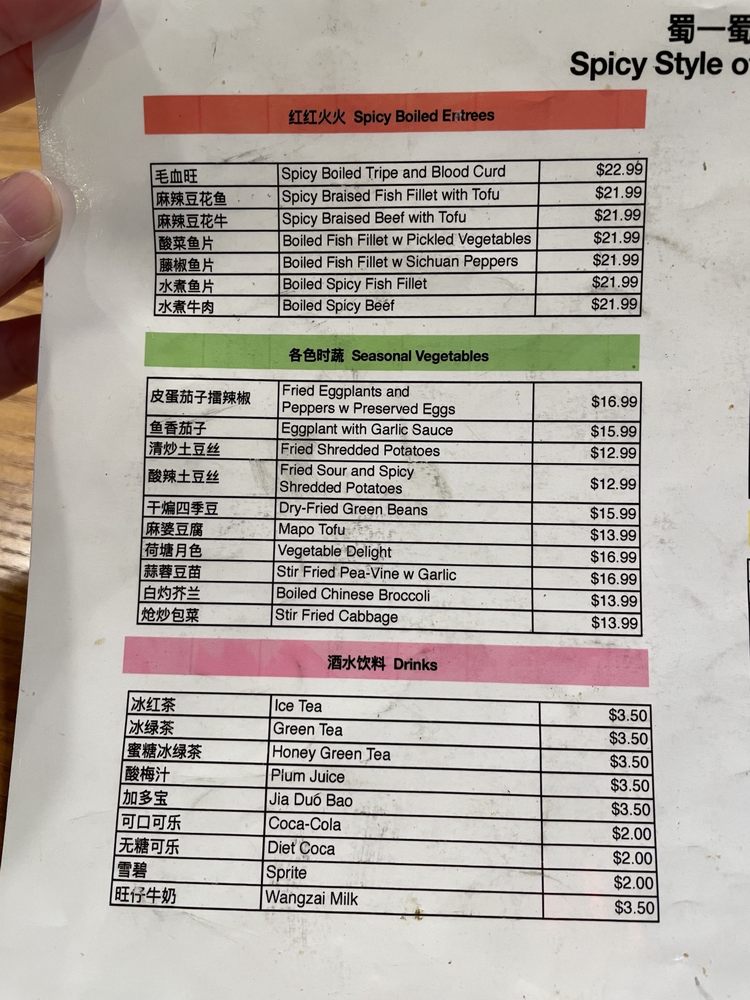 蜀一蜀
Spicy Style o
红红火火 Spicy Boiled Entrees
毛血旺 Spicy Boiled Tripe and Blood Curd $22.99
麻辣豆花鱼 Spicy Braised Fish Fillet with Tofu $21.99
麻辣豆花牛 Spicy Braised Beef with Tofu $21.99
酸菜鱼片 Boiled Fish Fillet w Pickled Vegetables $21.99
藤椒鱼片 Boiled Fish Fillet w Sichuan Peppers $21.99
水煮鱼片 Boiled Spicy Fish Fillet $21.99
水煮牛肉 Boiled Spicy Beef $21.99
各色时蔬 Seasonal Vegetables
皮蛋茄子擂辣椒 Fried Eggplants and
Peppers w Preserved Eggs $16.99
鱼香茄子 Eggplant with Garlic Sauce $15.99
清炒土豆丝 Fried Shredded Potatoes $12.99
酸辣土豆丝 Fried Sour and Spicy
Shredded Potatoes $12.99
干煸四季豆 Dry-Fried Green Beans $15.99
麻婆豆腐 Mapo Tofu $13.99
荷塘月色 Vegetable Delight $16.99
蒜蓉豆苗 Stir Fried Pea-Vine w Garlic $16.99
白灼芥兰 Boiled Chinese Broccoli $13.99
炝炒包菜 Stir Fried Cabbage $13.99
酒水饮料 Drinks
冰红茶 Ice Tea $3.50
冰绿茶 Green Tea $3.50
蜜糖冰绿茶 Honey Green Tea $3.50
酸梅汁 Plum Juice $3.50
加多宝 Jia Duo Bao $3.50
可口可乐 Coca-Cola $2.00
无糖可乐 Diet Coca $2.00
雪碧 Sprite $2.00
旺仔牛奶 Wangzai Milk $3.50